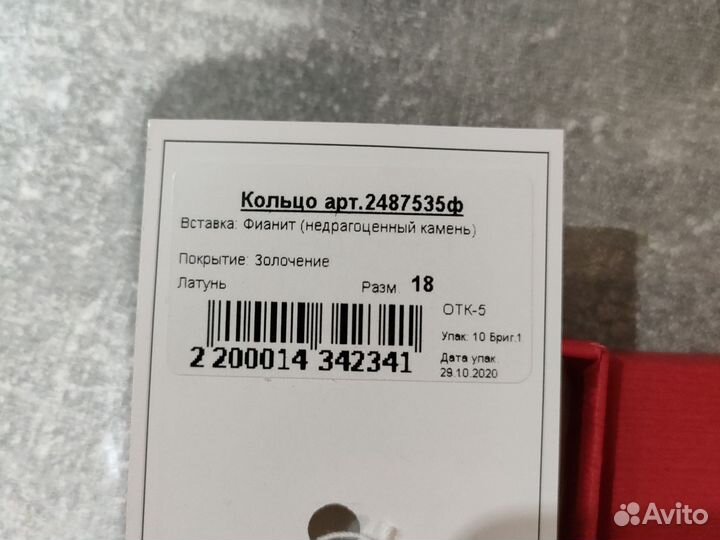 Кольцо арт.2487535ф
Вставка: Фианит (недрагоценный камень)
Покрытие: Золочение
Латунь
Разм. 18
ОТК-5
Упак: 10 Бриг.1
Дата упак.
29.10.2020
2 200014 342341
Avito